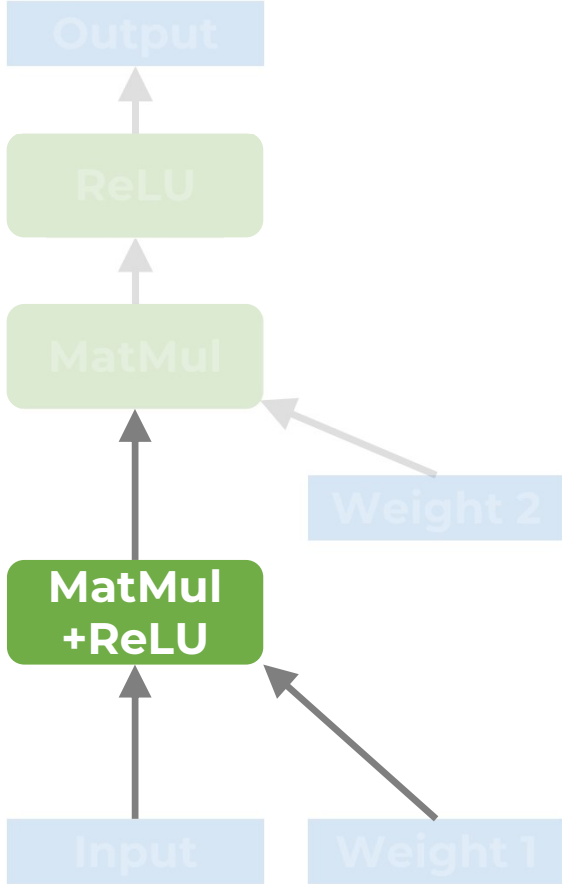 Output
ReLU
MatMul
Weight 2
MatMul
+ReLU
Input
Weight 1